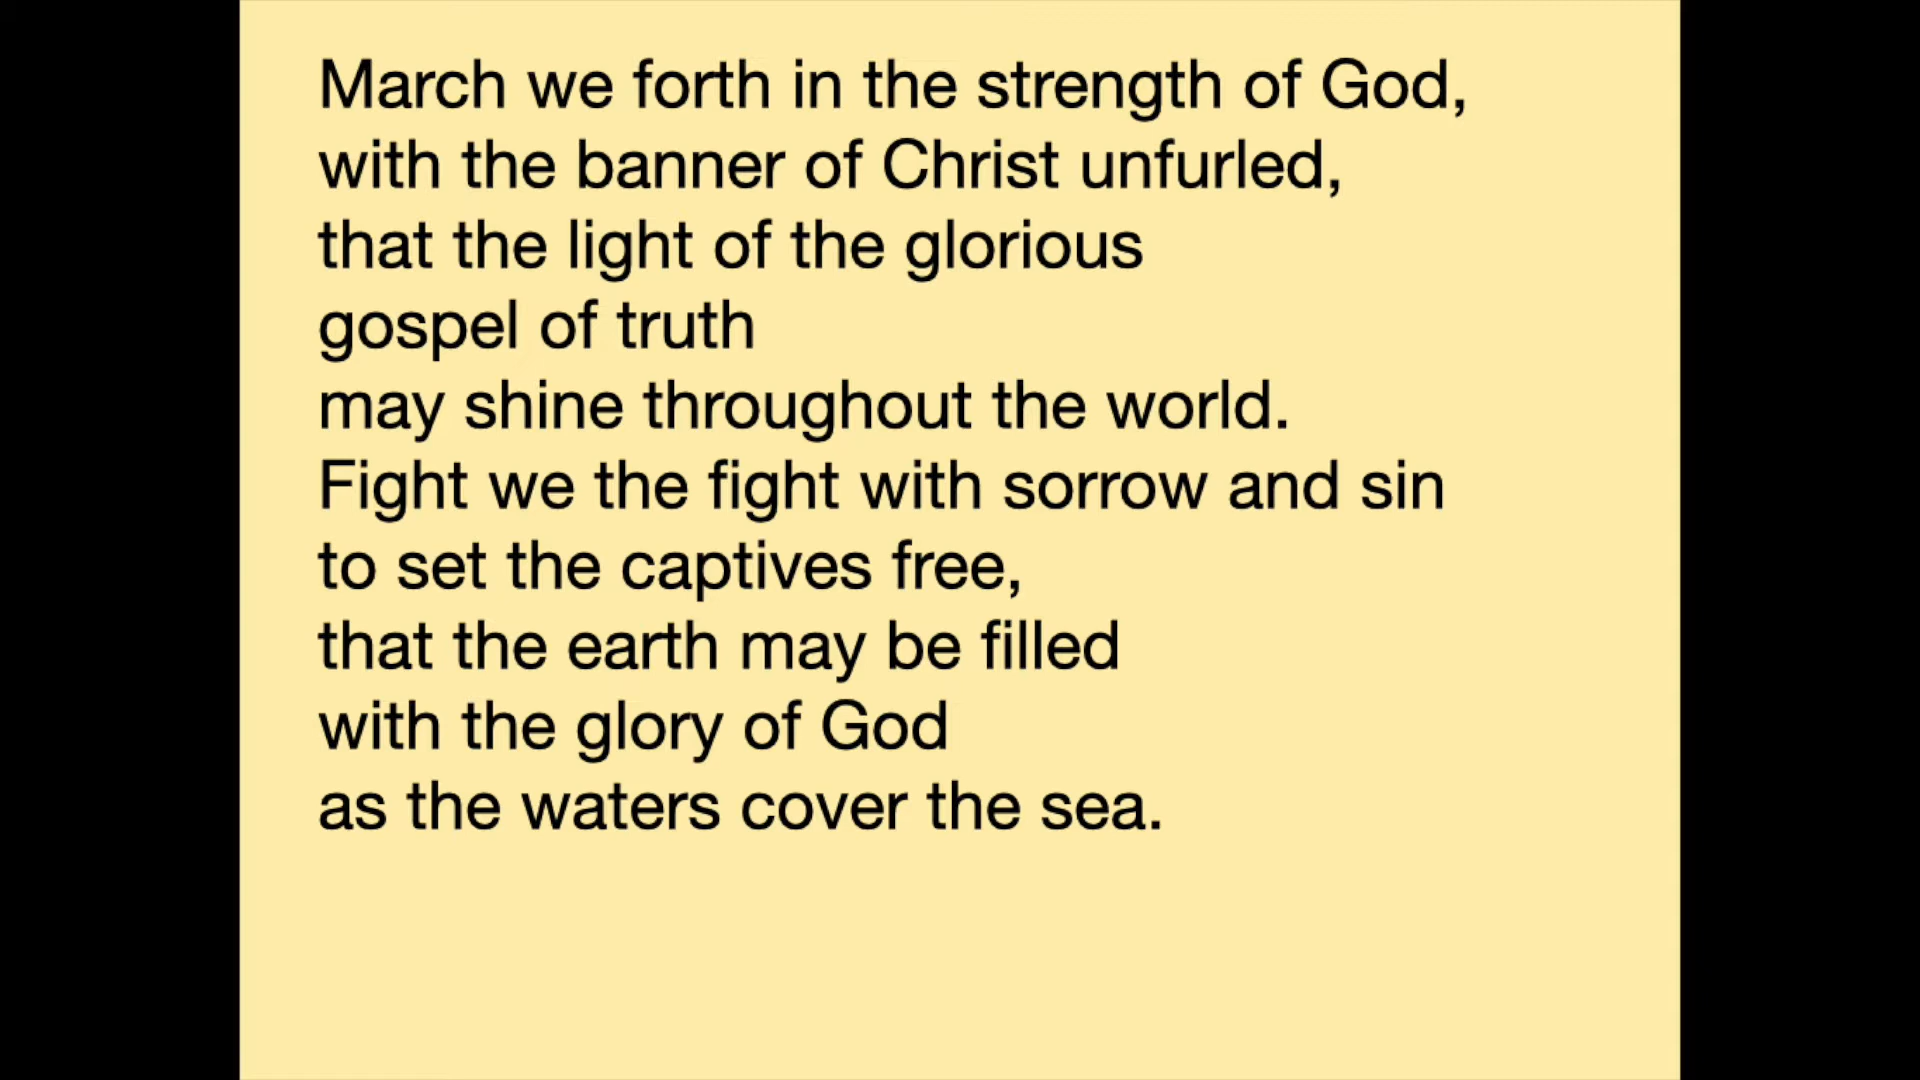 March we forth in the strength of God,
with the banner of Christ unfurled,
that the light of the glorious
gospel of truth
may shine throughout the world.
Fight we the fight with sorrow and sin
to set the captives free,
that the earth may be filled
with the glory of God
as the waters cover the sea.